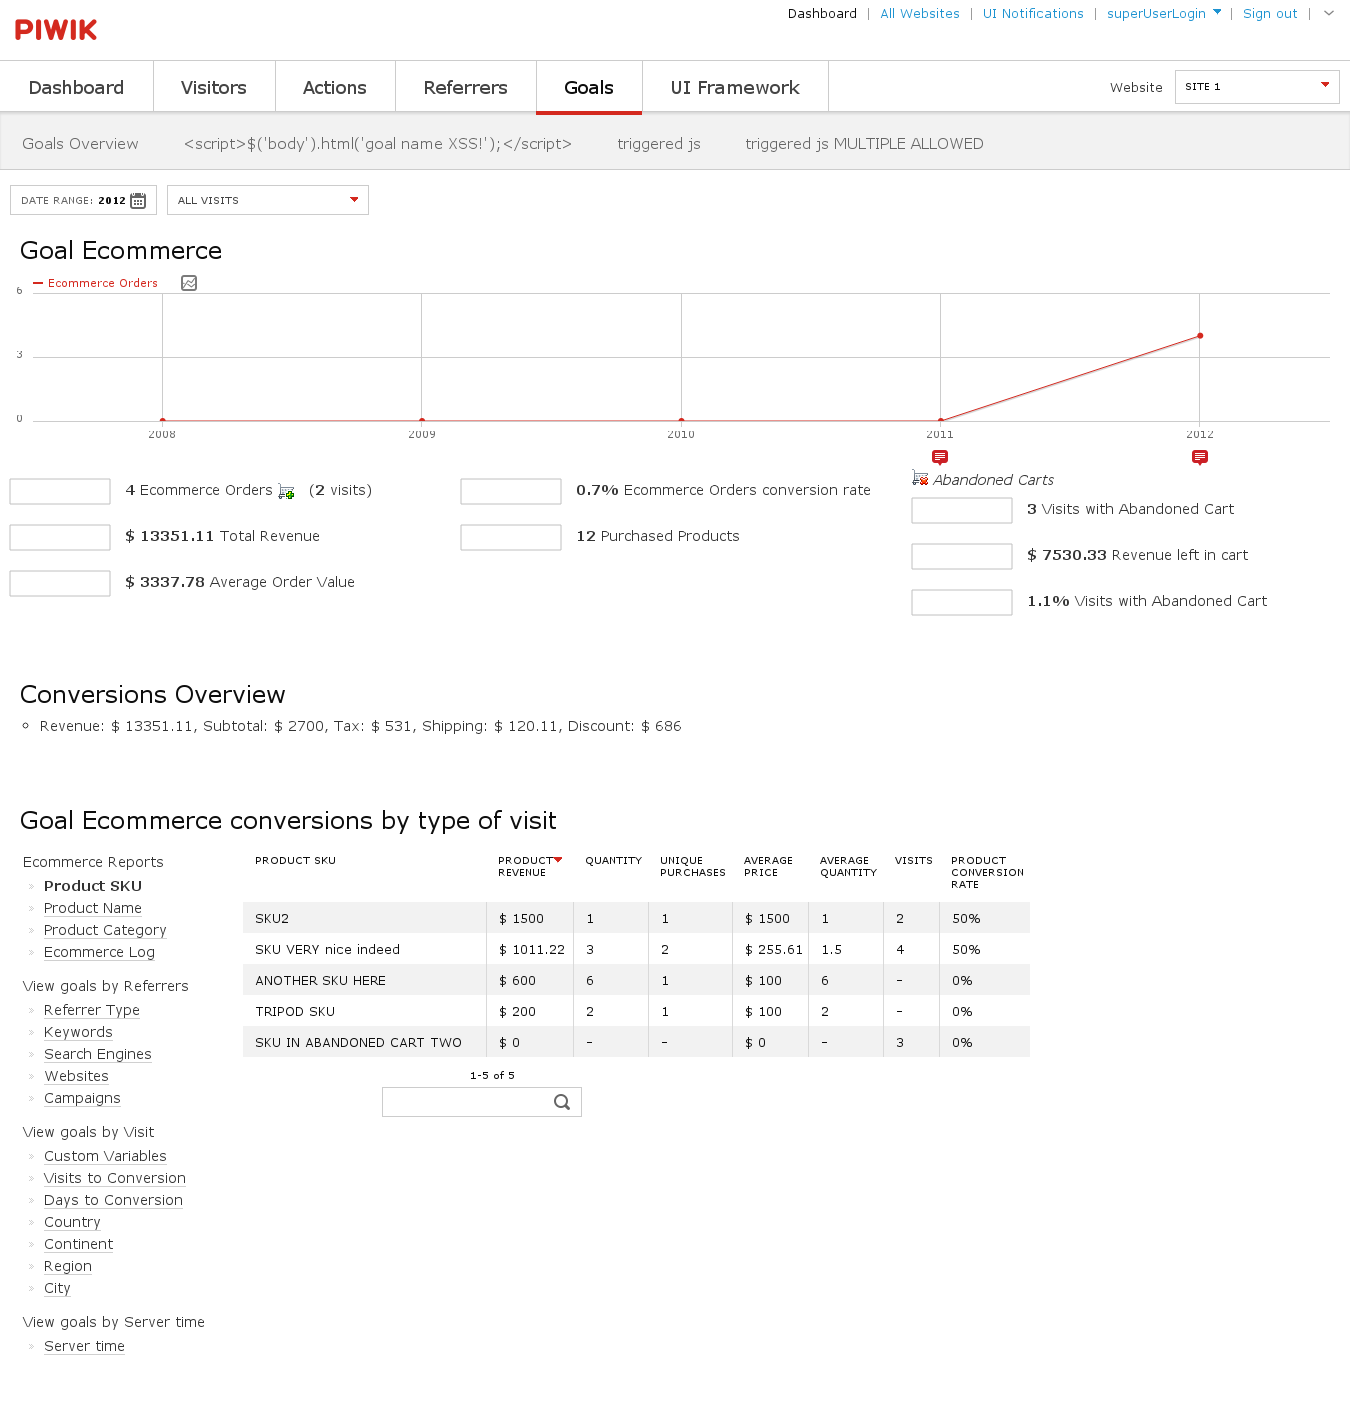 Dashboard | All Websites | UI Notifications | superUserLogin | Sign out |
PIWIK
Dashboard Visitors Actions Referrers Goals UI Framework Website SITE 1
Goals Overview <script>$('body').html('goal name XSS!');</script> triggered js triggered js MULTIPLE ALLOWED
DATE RANGE: 2012 ALL VISITS
Goal Ecommerce
Ecommerce Orders
6
3
0
2008 2009 2010 2011 2012
4 Ecommerce Orders (2 visits)
$ 13351.11 Total Revenue
$ 3337.78 Average Order Value
0.7% Ecommerce Orders conversion rate
12 Purchased Products
Abandoned Carts
3 Visits with Abandoned Cart
$ 7530.33 Revenue left in cart
1.1% Visits with Abandoned Cart
Conversions Overview
Revenue: $ 13351.11, Subtotal: $ 2700, Tax: $ 531, Shipping: $ 120.11, Discount: $ 686
Goal Ecommerce conversions by type of visit
Ecommerce Reports
» Product SKU
» Product Name
» Product Category
» Ecommerce Log
View goals by Referrers
» Referrer Type
» Keywords
» Search Engines
» Websites
» Campaigns
View goals by Visit
» Custom Variables
» Visits to Conversion
» Days to Conversion
» Country
» Continent
» Region
» City
View goals by Server time
» Server time
PRODUCT SKU PRODUCT REVENUE QUANTITY UNIQUE PURCHASES AVERAGE PRICE AVERAGE QUANTITY VISITS PRODUCT CONVERSION RATE
SKU2 $ 1500 1 1 $ 1500 1 2 50%
SKU VERY nice indeed $ 1011.22 3 2 $ 255.61 1.5 4 50%
ANOTHER SKU HERE $ 600 6 1 $ 100 6 - 0%
TRIPOD SKU $ 200 2 1 $ 100 2 - 0%
SKU IN ABANDONED CART TWO $ 0 - - $ 0 - 3 0%
1-5 of 5